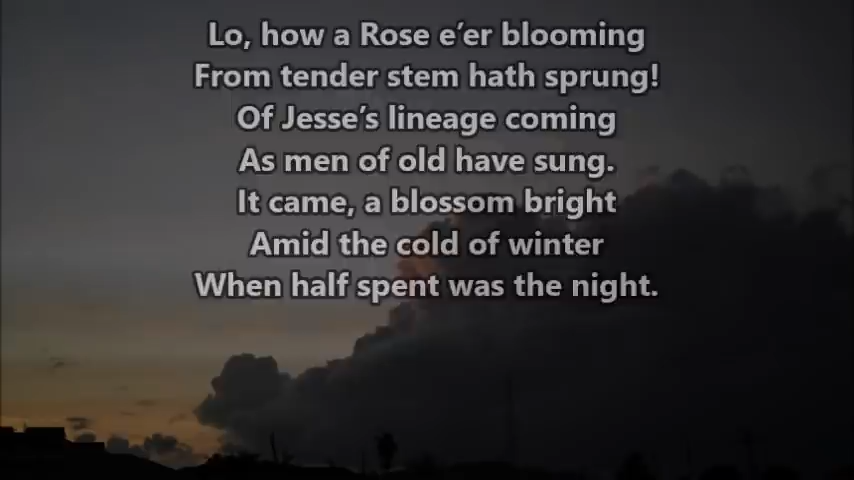 Lo, how a Rose e’er blooming
From tender stem hath sprung!
Of Jesse’s lineage coming
As men of old have sung.
It came, a blossom bright
Amid the cold of winter
When half spent was the night.